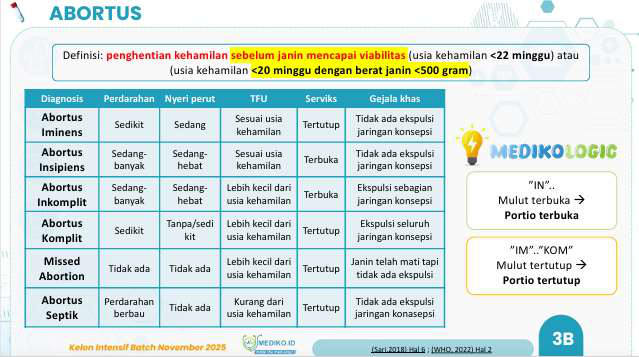 ABORTUS
Definisi: penghentian kehamilan sebelum janin mencapai viabilitas (usia kehamilan <22 minggu) atau
(usia kehamilan <20 minggu dengan berat janin <500 gram)
Diagnosis Perdarahan Nyeri perut TFU Serviks Gejala khas
Abortus Iminens Sedikit Sedang Sesuai usia kehamilan Tertutup Tidak ada ekspulsi jaringan konsepsi
Abortus Insipiens Sedang-banyak Sedang-hebat Sesuai usia kehamilan Terbuka Tidak ada ekspulsi jaringan konsepsi
Abortus Inkomplit Sedang-banyak Sedang-hebat Lebih kecil dari usia kehamilan Terbuka Ekspulsi sebagian jaringan konsepsi
Abortus Komplit Sedikit Tanpa/sedikit Lebih kecil dari usia kehamilan Tertutup Ekspulsi seluruh jaringan konsepsi
Missed Abortion Tidak ada Tidak ada Lebih kecil dari usia kehamilan Tertutup Janin telah mati tapi tidak ada ekspulsi
Abortus Septik Perdarahan berbau Tidak ada Kurang dari usia kehamilan Tertutup Tidak ada ekspulsi jaringan konasepsi
MEDIKOLOGIC
"IN"..
Mulut terbuka →
Portio terbuka
"IM".."KOM"
Mulut tertutup →
Portio tertutup
Kelon Intensif Batch November 2025
MEDIKO.ID
(Sari,2018) Hal 6 ; (WHO, 2022) Hal 2
3B